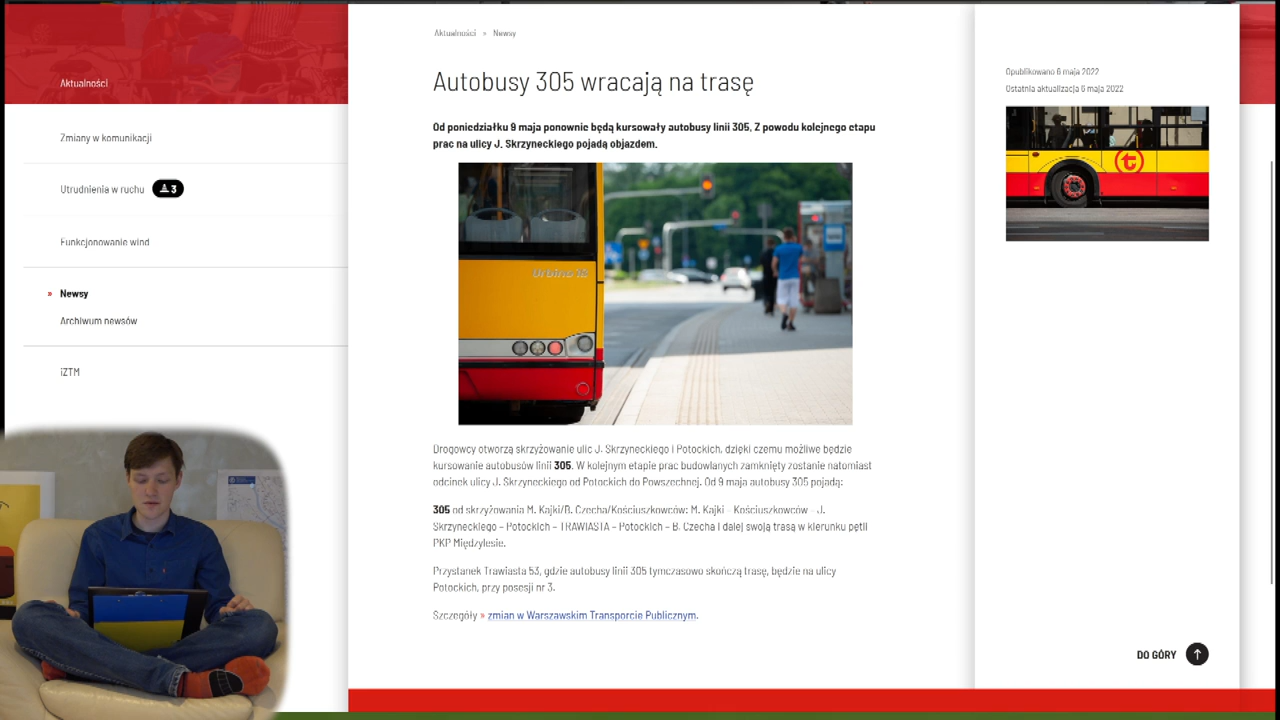 Aktualności
Zmiany w komunikacji
Utrudnienia w ruchu 3
Funkcjonowanie wind
» Newsy
Archiwum newsów
iZTM
Aktualności » Newsy
Autobusy 305 wracają na trasę
Od poniedziałku 9 maja ponownie będą kursowały autobusy linii 305. Z powodu kolejnego etapu
prac na ulicy J. Skrzyneckiego pojadą objazdem.
Urbino 18
Drogowcy otworzą skrzyżowanie ulic J. Skrzyneckiego i Potockich, dzięki czemu możliwe będzie
kursowanie autobusów linii 305. W kolejnym etapie prac budowlanych zamknięty zostanie natomiast
odcinek ulicy J. Skrzyneckiego od Potockich do Powszechnej. Od 9 maja autobusy 305 pojadą:
305 od skrzyżowania M. Kajki/B. Czecha/Kościuszkowców: M. Kajki – Kościuszkowców – J.
Skrzyneckiego – Potockich – TRAWIASTA – Potockich – B. Czecha i dalej swoją trasą w kierunku pętli
PKP Międzylesie.
Przystanek Trawiasta 53, gdzie autobusy linii 305 tymczasowo skończą trasę, będzie na ulicy
Potockich, przy posesji nr 3.
Szczegóły » zmian w Warszawskim Transporcie Publicznym.
Opublikowano 6 maja 2022
Ostatnia aktualizacja 6 maja 2022
t
DO GÓRY